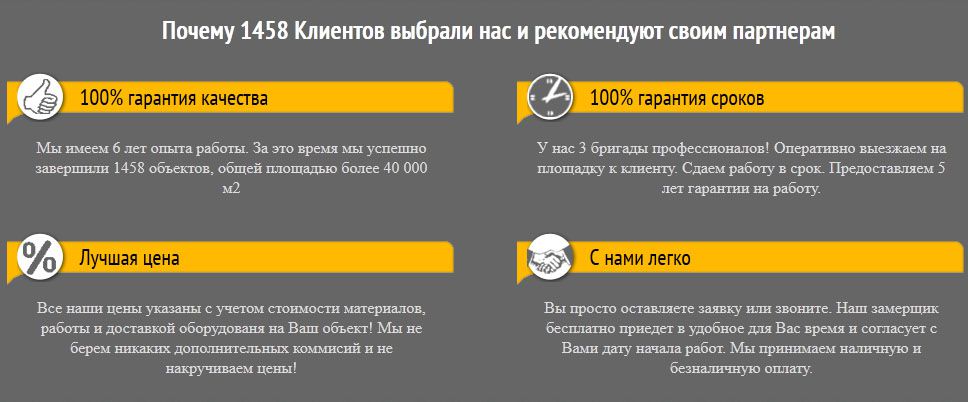 Почему 1458 Клиентов выбрали нас и рекомендуют своим партнерам
100% гарантия качества
Мы имеем 6 лет опыта работы. За это время мы успешно
завершили 1458 объектов, общей площадью более 40 000
м2
100% гарантия сроков
У нас 3 бригады профессионалов! Оперативно выезжаем на
площадку к клиенту. Сдаем работу в срок. Предоставляем 5
лет гарантии на работу.
%
Лучшая цена
Все наши цены указаны с учетом стоимости материалов,
работы и доставкой оборудованя на Ваш объект! Мы не
берем никаких дополнительных коммисий и не
накручиваем цены!
С нами легко
Вы просто оставляете заявку или звоните. Наш замерщик
бесплатно приедет в удобное для Вас время и согласует с
Вами дату начала работ. Мы принимаем наличную и
безналичную оплату.